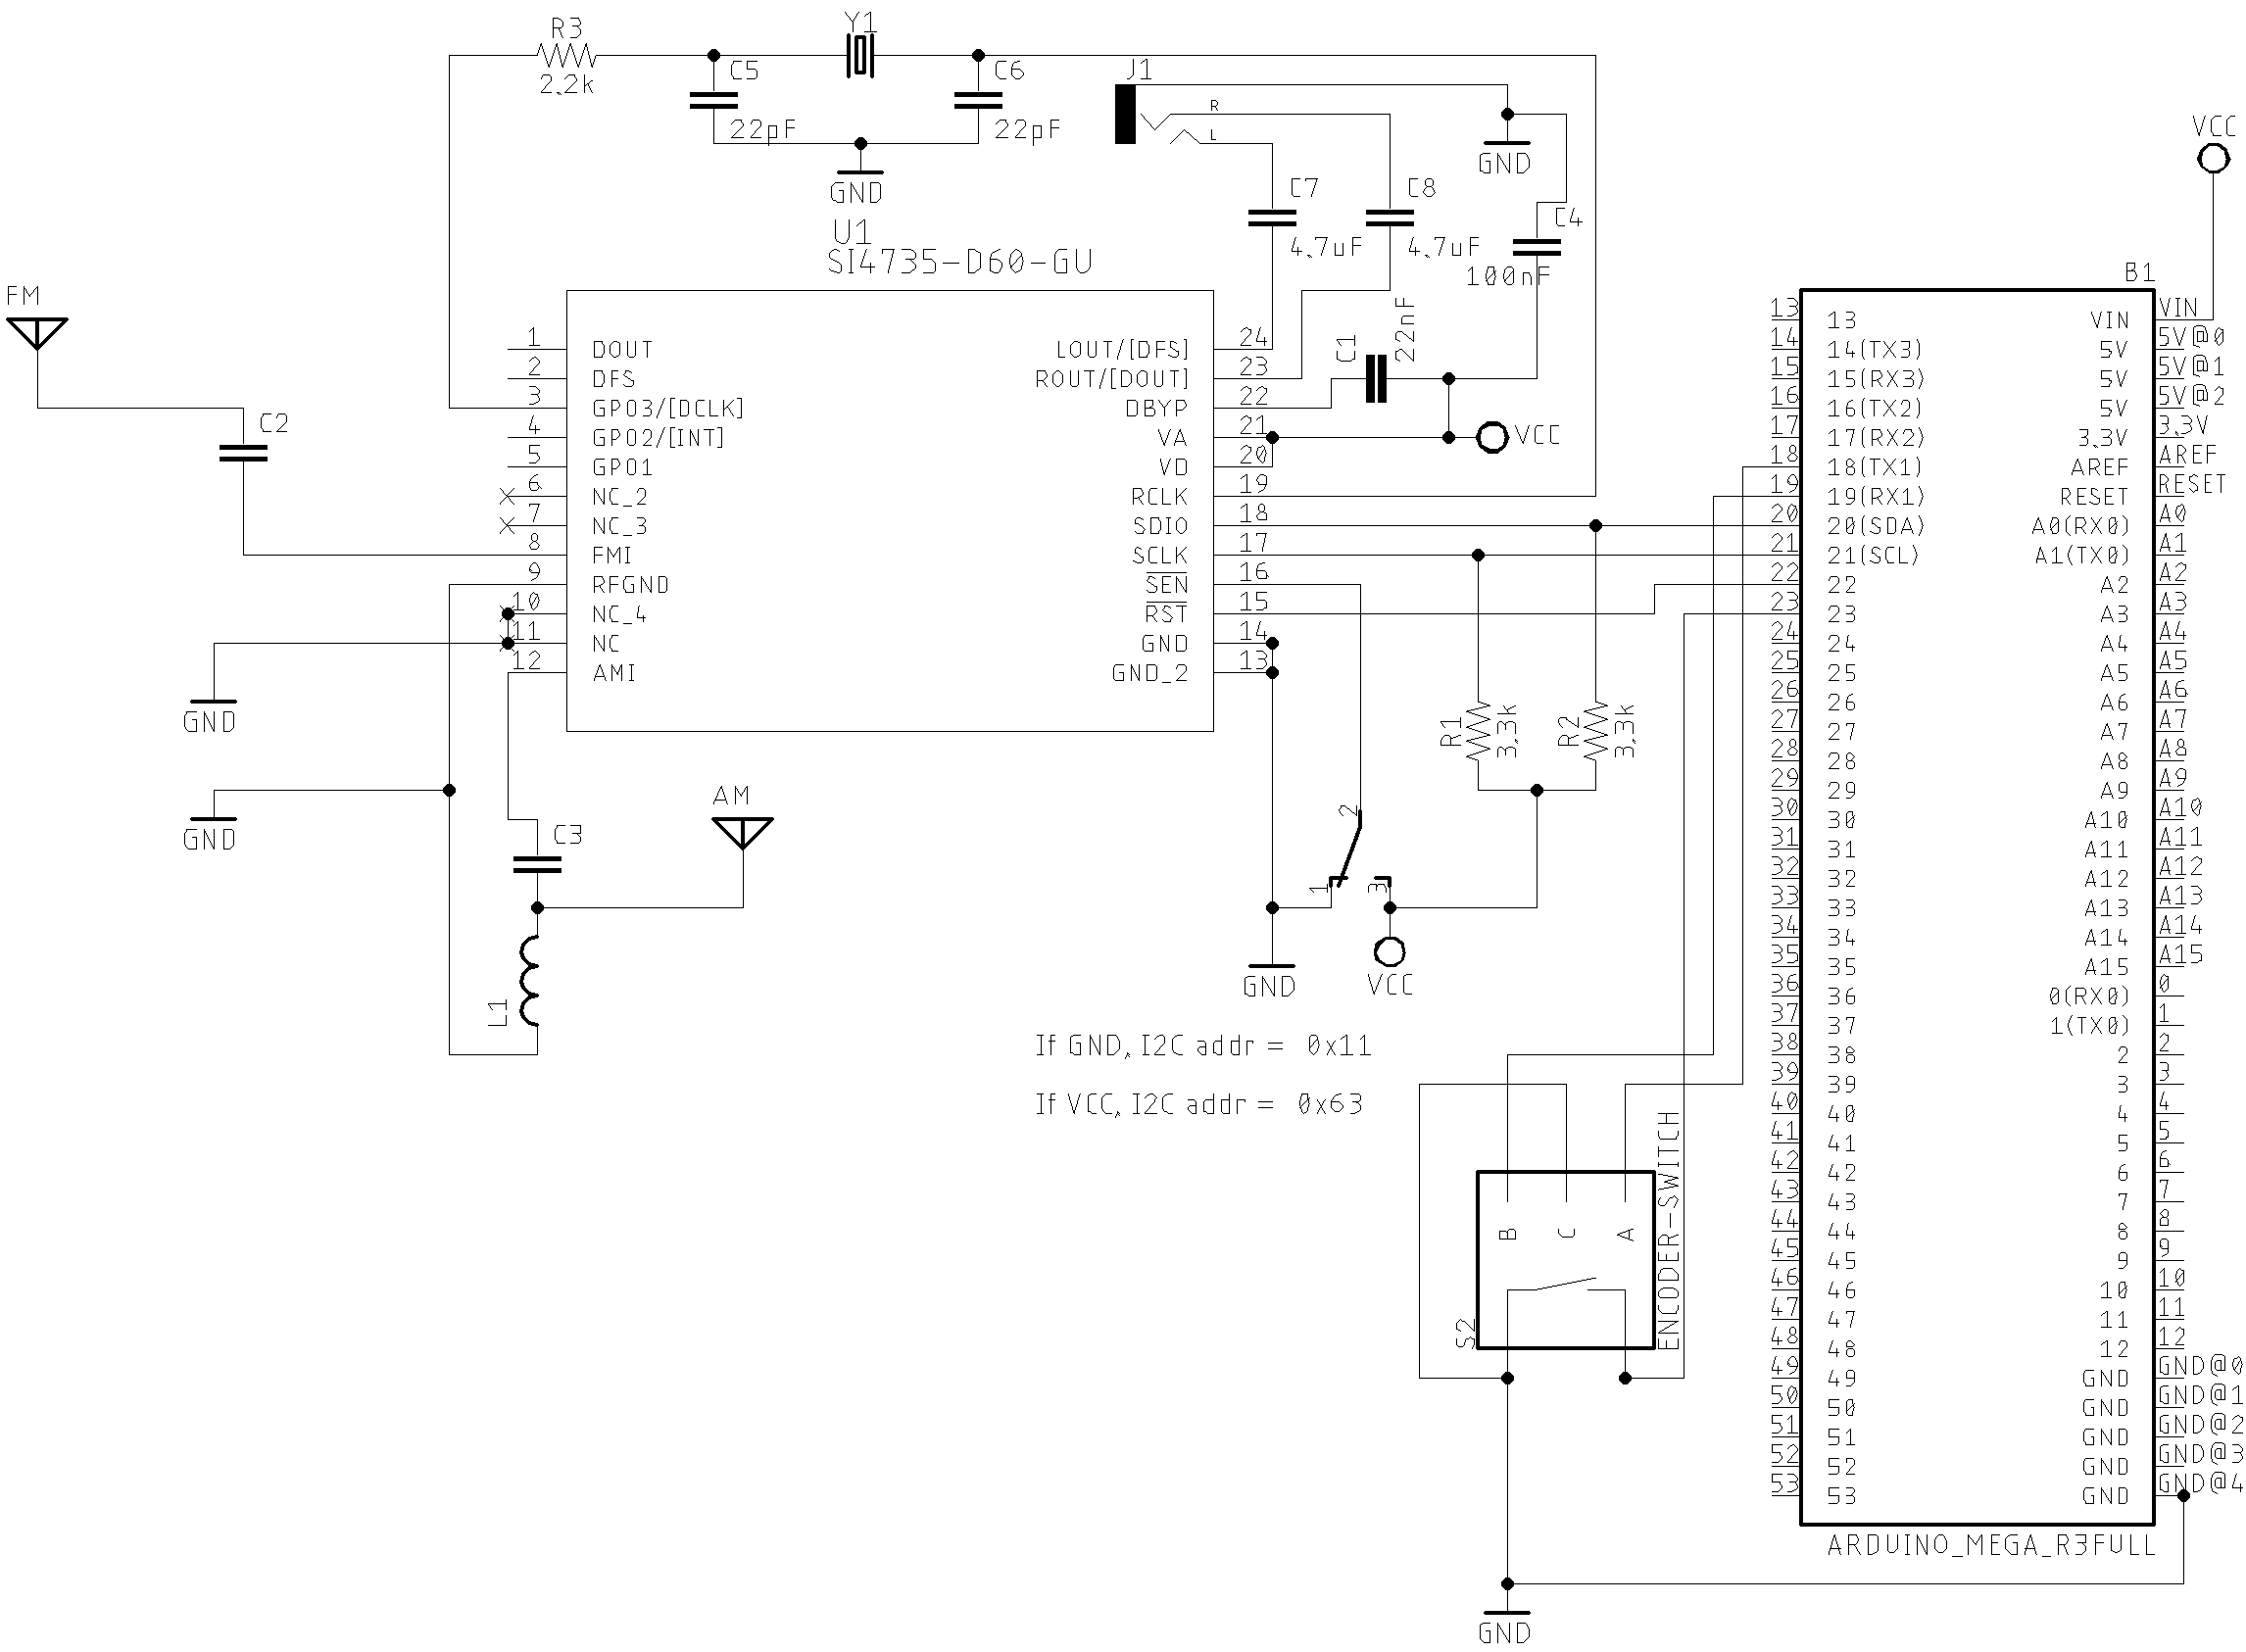 R3
2.2k
C5
22pF
Y1
C6
22pF
GND
J1
R
L
GND
C7
4.7uF
C8
4.7uF
C4
100nF
VCC
U1
SI4735-D60-GU
FM
C2
C1
22nF
VCC
1 DOUT
2 DFS
3 GPO3/[DCLK]
4 GPO2/[INT]
5 GPO1
6 NC_2
7 NC_3
8 FMI
9 RFGND
10 NC_4
11 NC
12 AMI
LOUT/[DFS] 24
ROUT/[DOUT] 23
DBYP 22
VA 21
VD 20
RCLK 19
SDIO 18
SCLK 17
SEN 16
RST 15
GND 14
GND_2 13
GND
GND
AM
C3
L1
R1
3.3k
R2
3.3k
2
1
3
GND
VCC
If GND, I2C addr = 0x11
If VCC, I2C addr = 0x63
B C A
S2
ENCODER-SWITCH
GND
B1
13 13 VIN VIN
14 14(TX3) 5V 5V@0
15 15(RX3) 5V 5V@1
16 16(TX2) 5V 5V@2
17 17(RX2) 3.3V 3.3V
18 18(TX1) AREF AREF
19 19(RX1) RESET RESET
20 20(SDA) A0(RX0) A0
21 21(SCL) A1(TX0) A1
22 22 A2 A2
23 23 A3 A3
24 24 A4 A4
25 25 A5 A5
26 26 A6 A6
27 27 A7 A7
28 28 A8 A8
29 29 A9 A9
30 30 A10 A10
31 31 A11 A11
32 32 A12 A12
33 33 A13 A13
34 34 A14 A14
35 35 A15 A15
36 36 0(RX0) 0
37 37 1(TX0) 1
38 38 2 2
39 39 3 3
40 40 4 4
41 41 5 5
42 42 6 6
43 43 7 7
44 44 8 8
45 45 9 9
46 46 10 10
47 47 11 11
48 48 12 12
49 49 GND GND@0
50 50 GND GND@1
51 51 GND GND@2
52 52 GND GND@3
53 53 GND GND@4
ARDUINO_MEGA_R3FULL